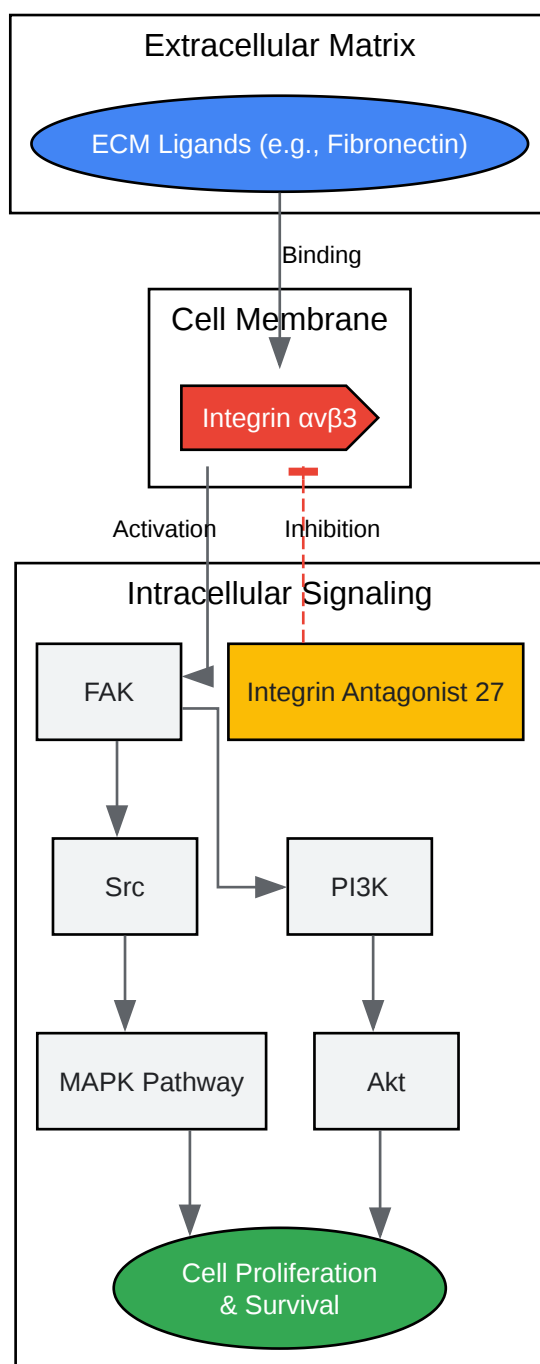 Extracellular Matrix
ECM Ligands (e.g., Fibronectin)
Binding
Cell Membrane
Integrin αvβ3
Activation
Inhibition
Intracellular Signaling
FAK
Integrin Antagonist 27
Src
PI3K
MAPK Pathway
Akt
Cell Proliferation
& Survival